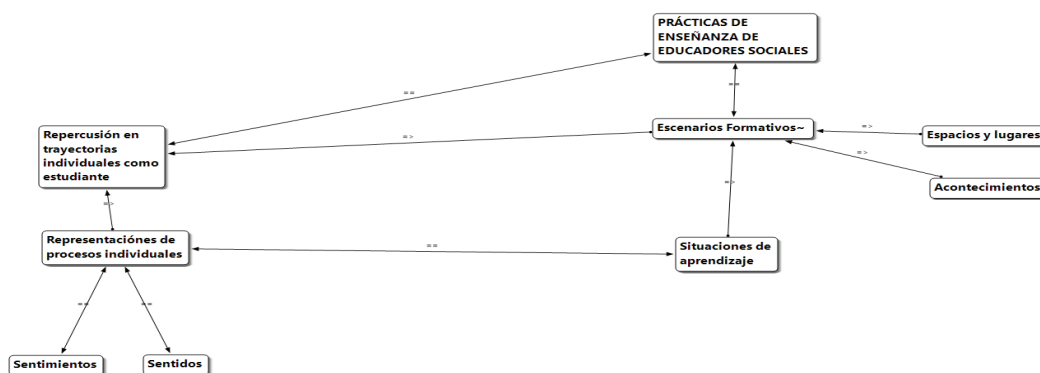 PRÁCTICAS DE
ENSEÑANZA DE
EDUCADORES SOCIALES
==
==
Repercusión en
trayectorias
individuales como
estudiante
=>
Escenarios Formativos~
=>
Espacios y lugares
=>
Acontecimientos
=>
=>
Representaciónes de
procesos individuales
==
Situaciones de
aprendizaje
==
==
Sentimientos
Sentidos